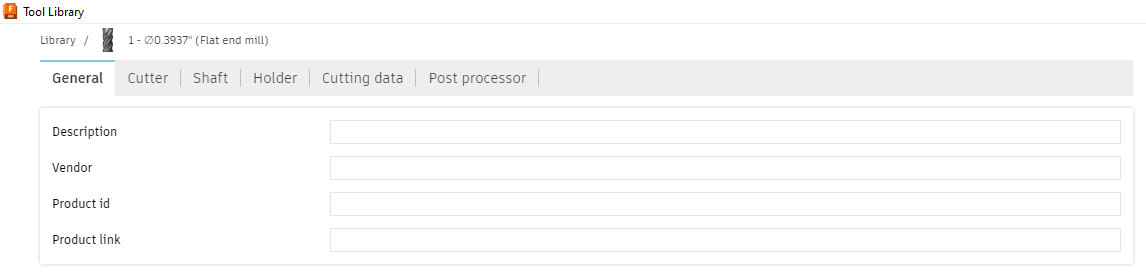 Tool Library
Library / 1 - ∅0.3937" (Flat end mill)
General Cutter Shaft Holder Cutting data Post processor
Description
Vendor
Product id
Product link